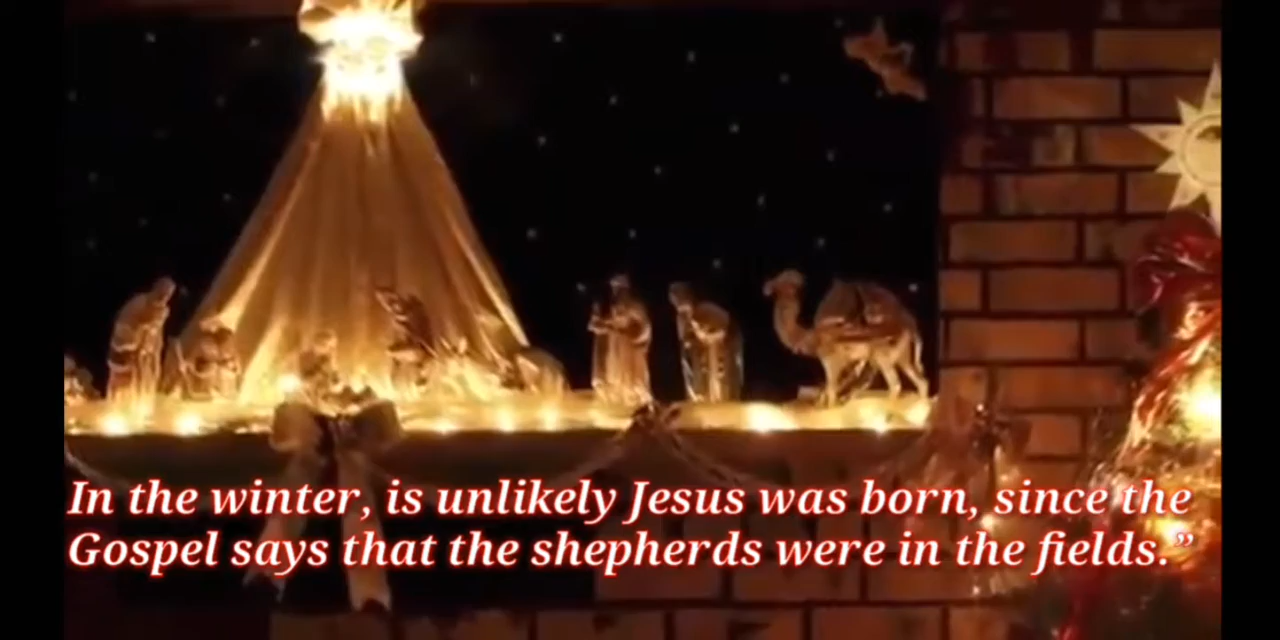 In the winter, is unlikely Jesus was born, since the
Gospel says that the shepherds were in the fields.”